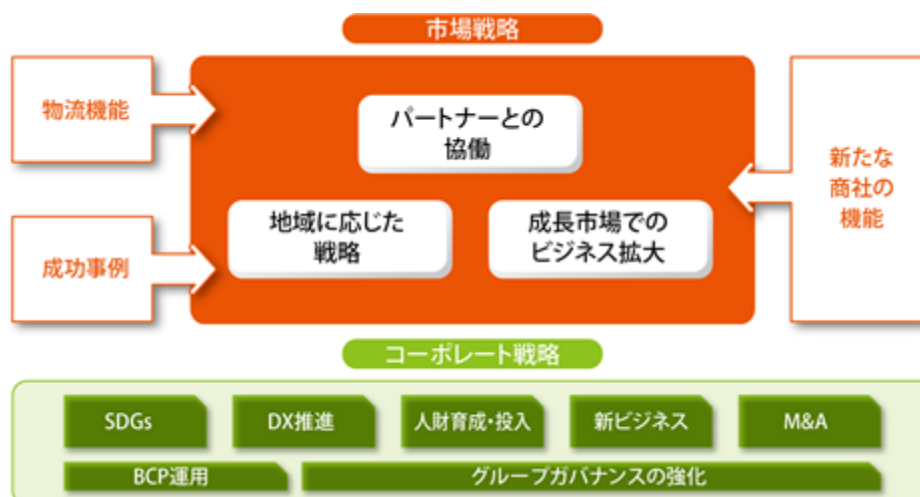 市場戦略
物流機能
パートナーとの
協働
新たな
商社の
機能
地域に応じた
戦略
成長市場での
ビジネス拡大
成功事例
コーポレート戦略
SDGs
DX推進
人財育成・投入
新ビジネス
M&A
BCP運用
グループガバナンスの強化